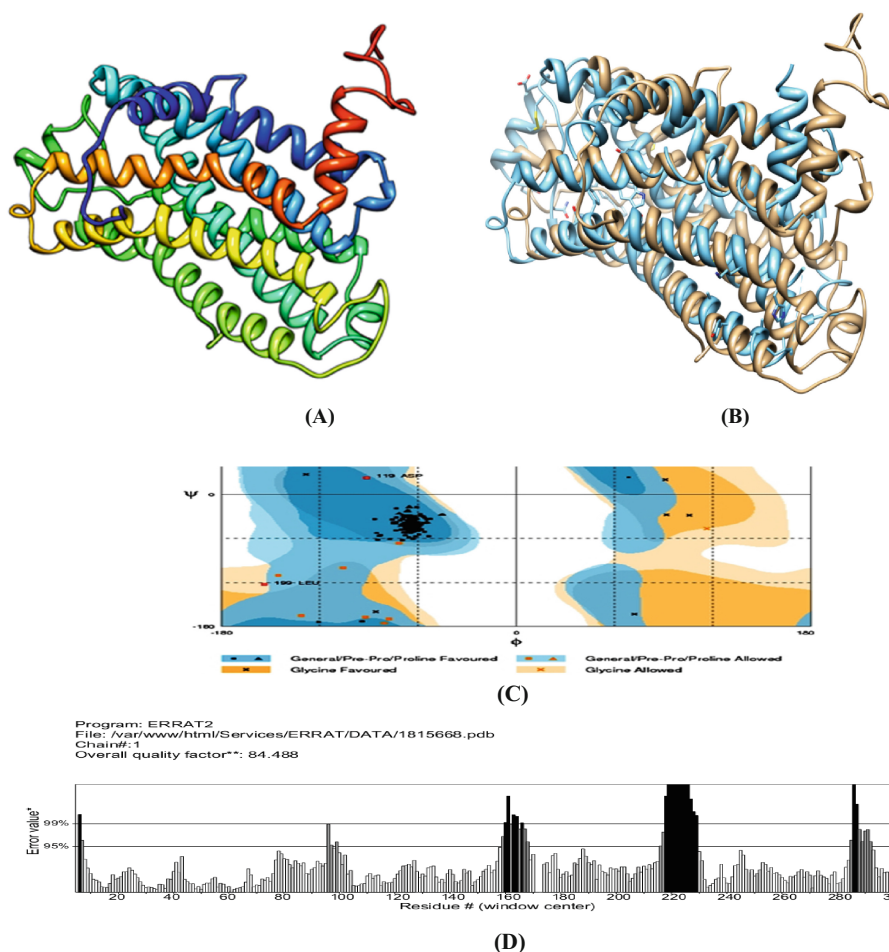 (A)
(B)
Ψ
119 ASP
0
199 LEU
-180
-180
0
180
Φ
General/Pre-Pro/Proline Favoured
General/Pre-Pro/Proline Allowed
Glycine Favoured
Glycine Allowed
(C)
Program: ERRAT2
File: /var/www/html/Services/ERRAT/DATA/1815668.pdb
Chain#:1
Overall quality factor**: 84.488
Error value*
99%
95%
20 40 60 80 100 120 140 160 180 200 220 240 260 280 30
Residue # (window center)
(D)